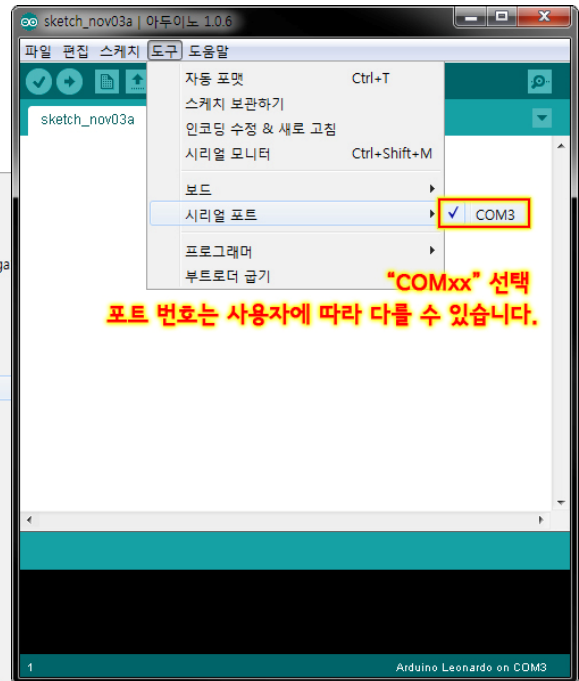 sketch_nov03a | 아두이노 1.0.6
파일 편집 스케치 도구 도움말
sketch_nov03a
자동 포맷 Ctrl+T
스케치 보관하기
인코딩 수정 & 새로 고침
시리얼 모니터 Ctrl+Shift+M
보드
시리얼 포트
COM3
프로그래머
부트로더 굽기
“COMxx” 선택
포트 번호는 사용자에 따라 다를 수 있습니다.
1 Arduino Leonardo on COM3